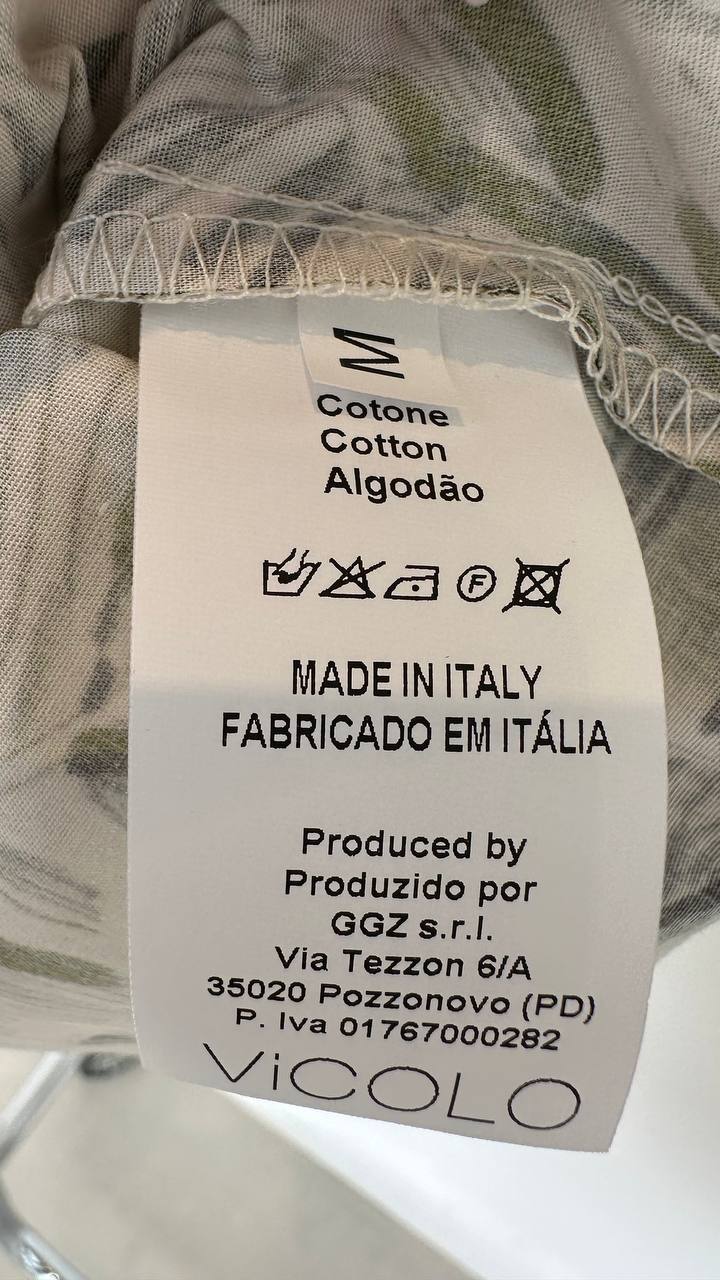 M
Cotone
Cotton
Algodão
F
MADE IN ITALY
FABRICADO EM ITÁLIA
Produced by
Produzido por
GGZ s.r.l.
Via Tezzon 6/A
35020 Pozzonovo (PD)
P. Iva 01767000282
ViCOLO